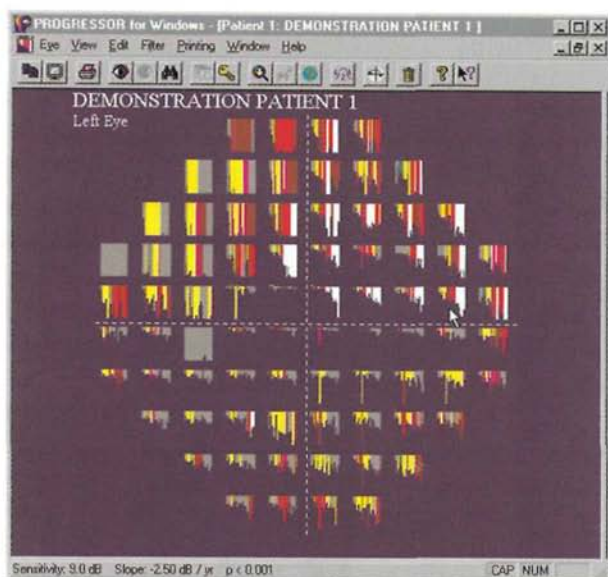 PROGRESSOR for Windows - [Patient 1: DEMONSTRATION PATIENT 1 ]
Eye View Edit Filter Printing Window Help
DEMONSTRATION PATIENT 1
Left Eye
Sensitivity: 9.0 dB Slope: -2.50 dB / yr p < 0.001 CAP NUM